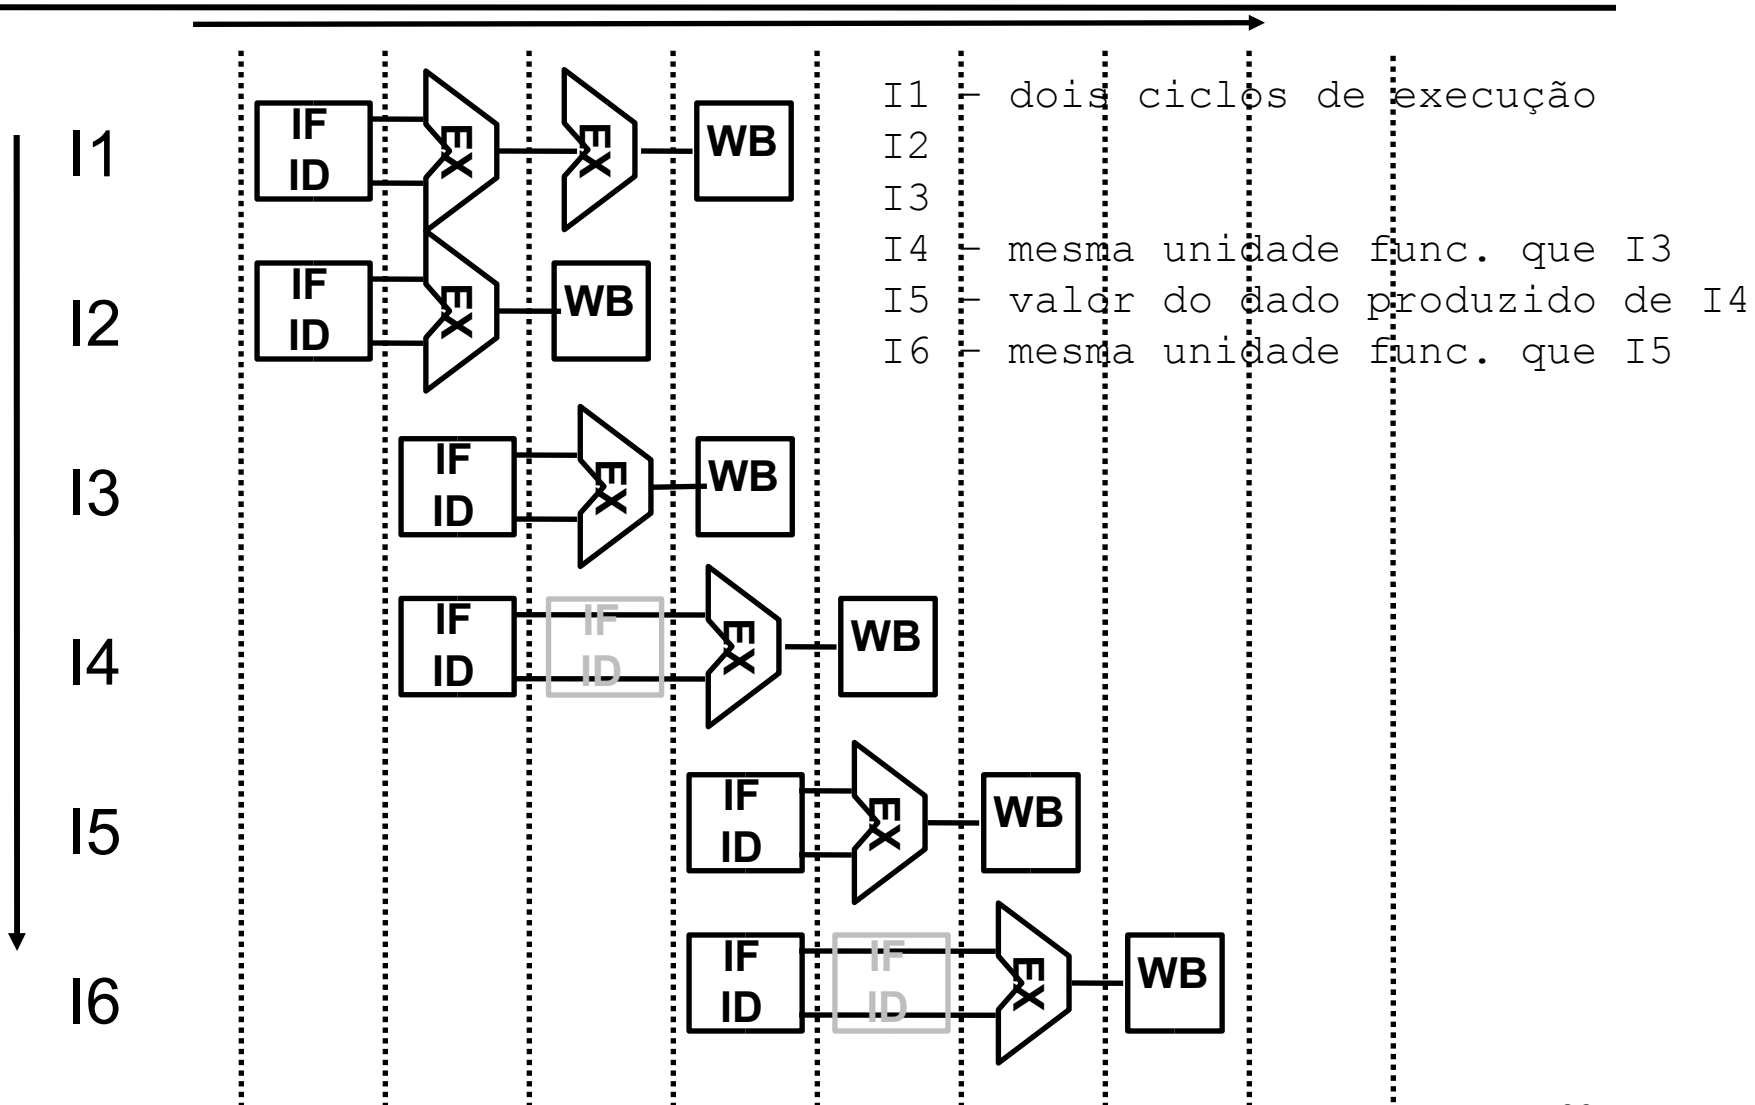 I1 – dois ciclos de execução
I2
I3
I4 – mesma unidade func. que I3
I5 – valor do dado produzido de I4
I6 – mesma unidade func. que I5
I1
IF
ID
EX
EX
WB
I2
IF
ID
EX
WB
I3
IF
ID
EX
WB
I4
IF
ID
IF
ID
EX
WB
I5
IF
ID
EX
WB
I6
IF
ID
IF
ID
EX
WB